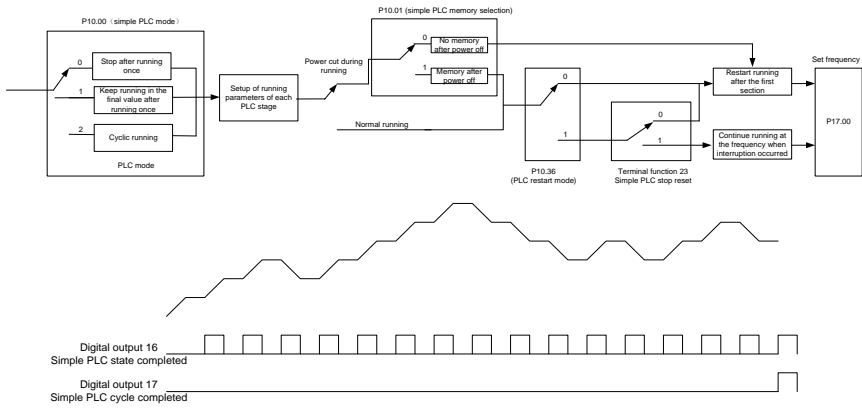 P10.00（simple PLC mode）
0
Stop after running
once
1
Keep running in the
final value after
running once
2
Cyclic running
PLC mode
Setup of running
parameters of each
PLC stage
Power cut during
running
Normal running
P10.01 (simple PLC memory selection)
0
No memory
after power off
1
Memory after
power off
0
1
P10.36
(PLC restart mode)
0
1
Terminal function 23
Simple PLC stop reset
Restart running
after the first
section
Continue running at
the frequency when
interruption occurred
Set frequency
P17.00
Digital output 16
Simple PLC state completed
Digital output 17
Simple PLC cycle completed